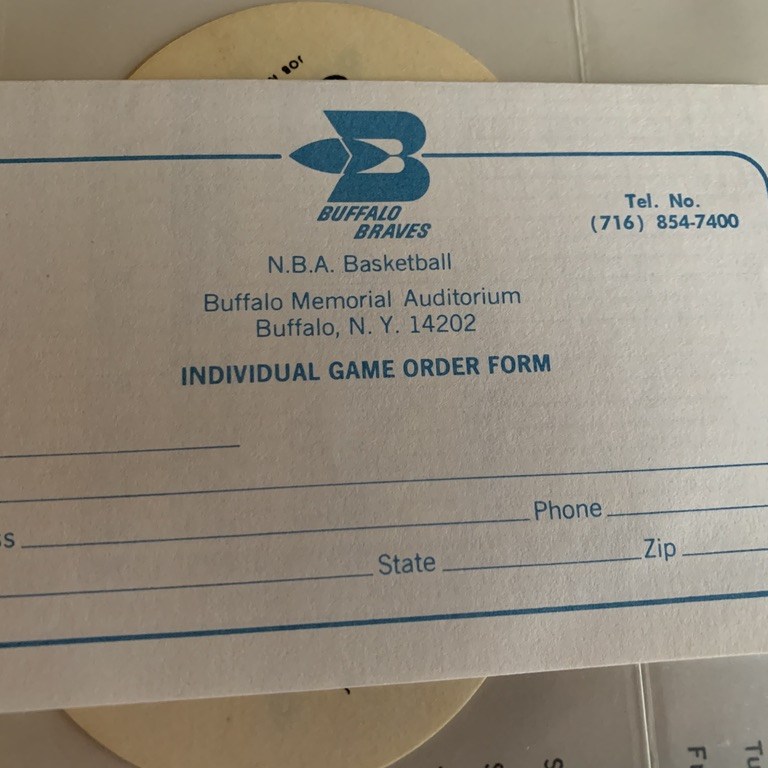 BUFFALO
BRAVES
Tel. No.
(716) 854-7400
N.B.A. Basketball
Buffalo Memorial Auditorium
Buffalo, N. Y. 14202
INDIVIDUAL GAME ORDER FORM
Phone
State
Zip